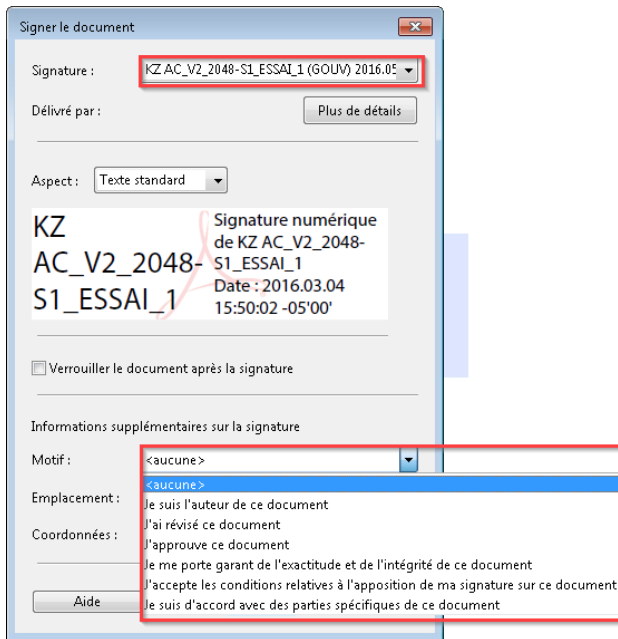 Signer le document
Signature :
KZ AC_V2_2048-S1_ESSAI_1 (GOUV) 2016.05
Délivré par :
Plus de détails
Aspect :
Texte standard
KZ
AC_V2_2048-
S1_ESSAI_1
Signature numérique
de KZ AC_V2_2048-
S1_ESSAI_1
Date : 2016.03.04
15:50:02 -05'00'
Verrouiller le document après la signature
Informations supplémentaires sur la signature
Motif :
<aucune>
<aucune>
Je suis l'auteur de ce document
J'ai révisé ce document
J'approuve ce document
Je me porte garant de l'exactitude et de l'intégrité de ce document
J'accepte les conditions relatives à l'apposition de ma signature sur ce document
Je suis d'accord avec des parties spécifiques de ce document
Emplacement :
Coordonnées :
Aide